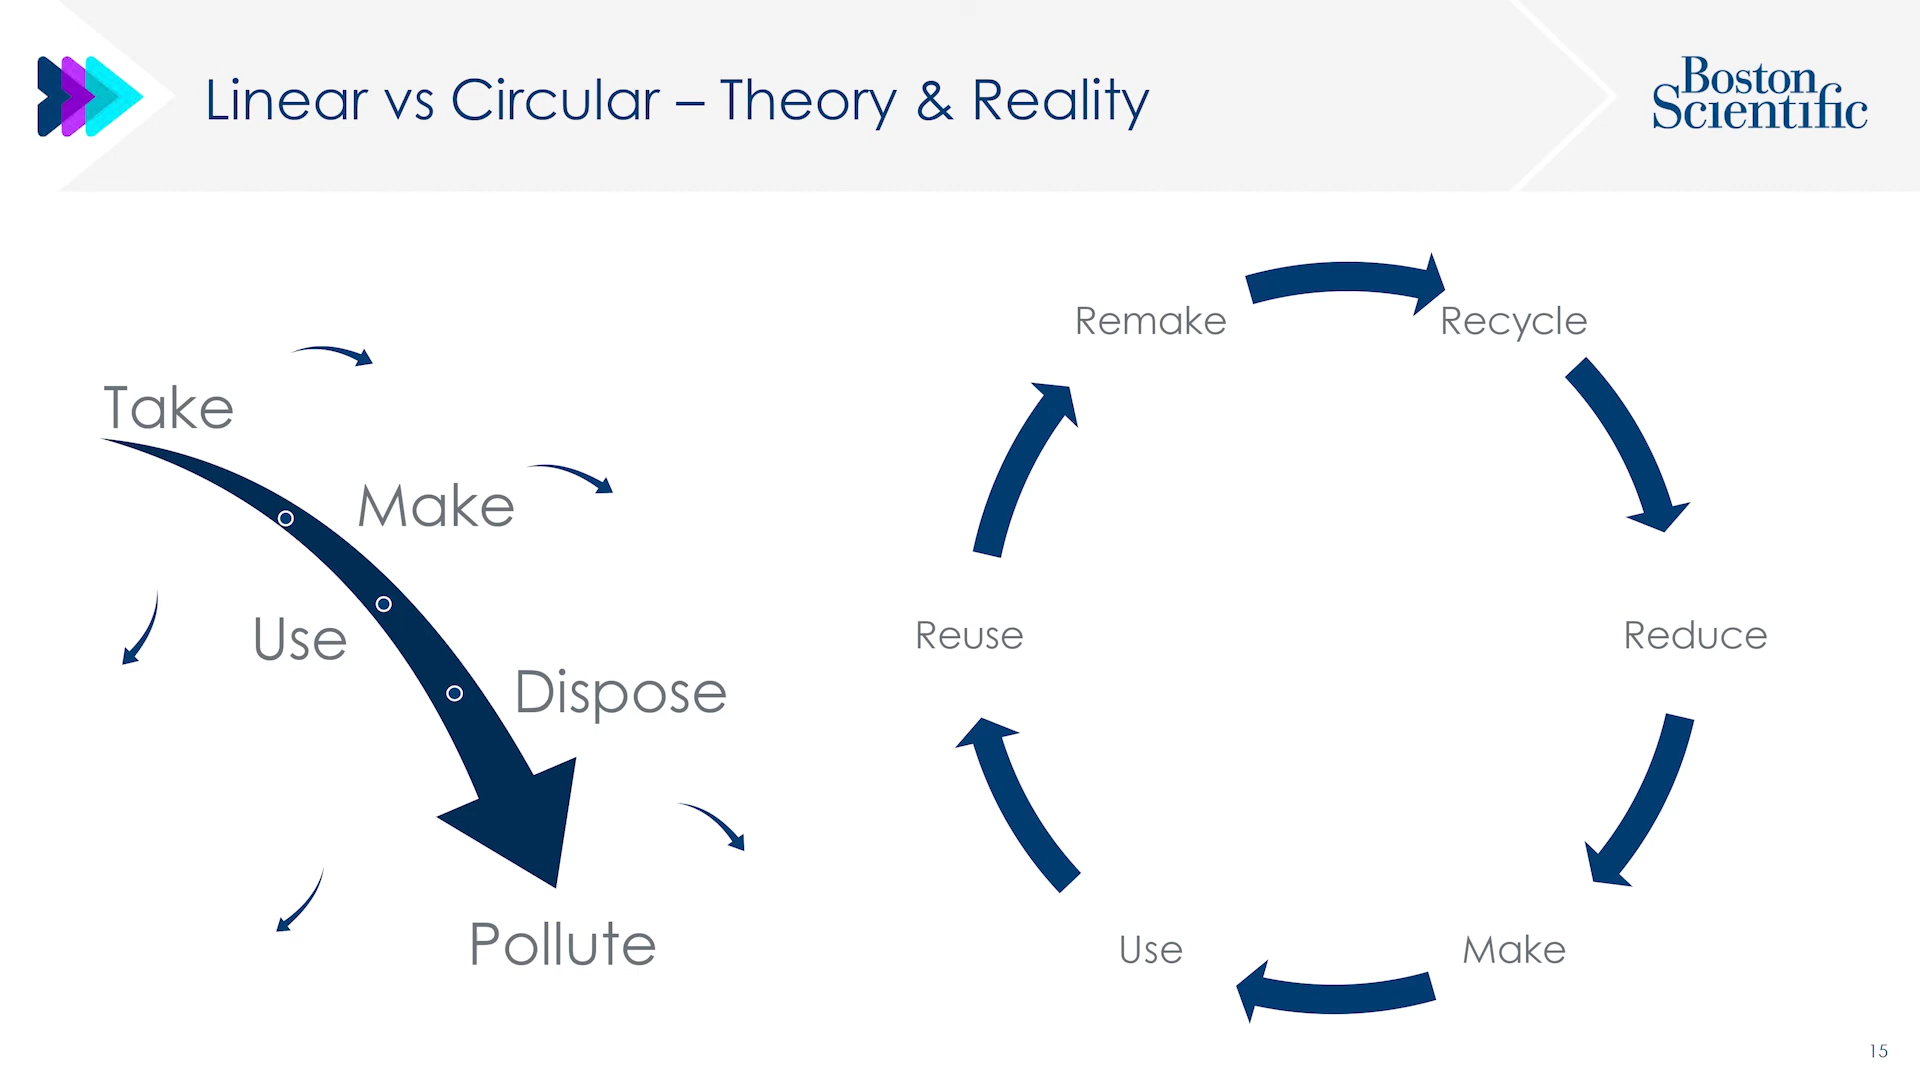 Linear vs Circular – Theory & Reality
Boston
Scientific
Take
Make
Use
Dispose
Pollute
Remake
Recycle
Reuse
Reduce
Use
Make
15